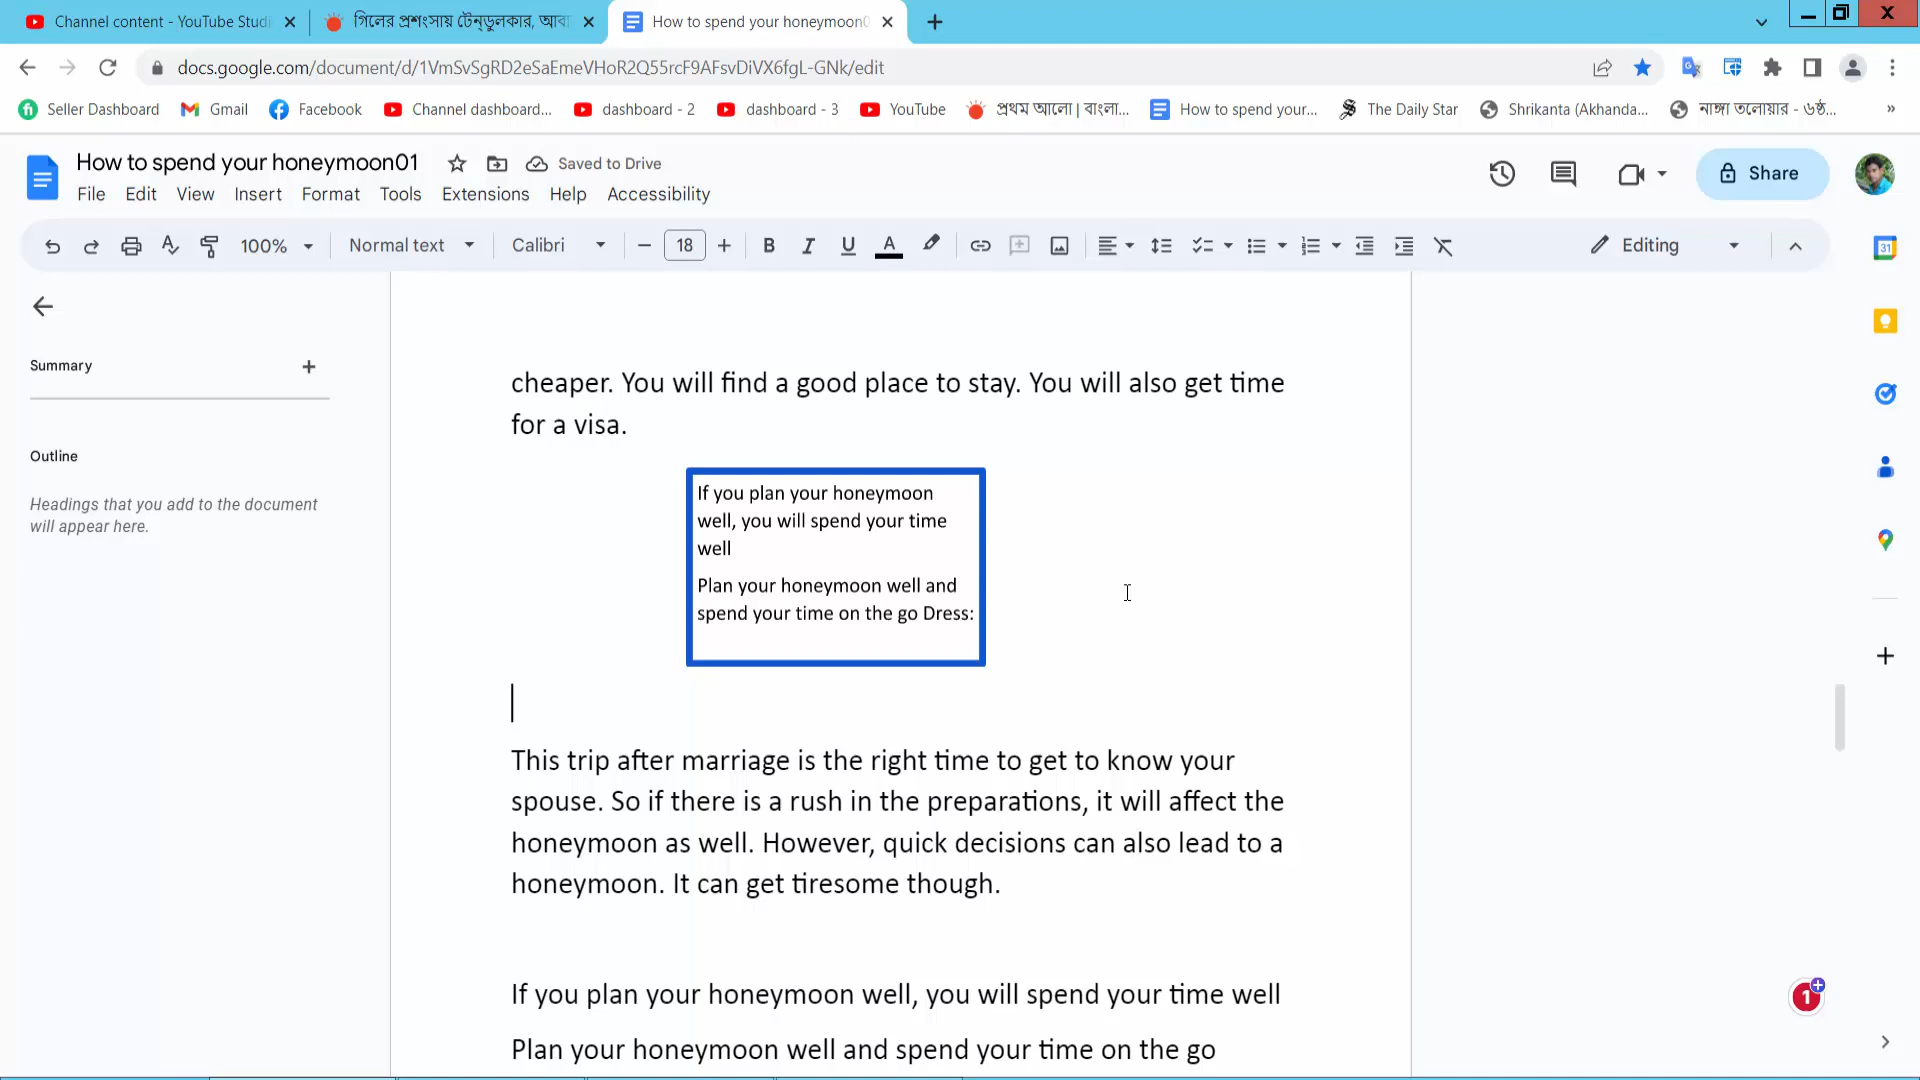 Channel content - YouTube Studi
গিলের প্রশংসায় টেন্ডুলকার, আবা
How to spend your honeymoon0
docs.google.com/document/d/1VmSvSgRD2eSaEmeVHoR2Q55rcF9AFsvDiVX6fgL-GNk/edit
Seller Dashboard
Gmail
Facebook
Channel dashboard...
dashboard - 2
dashboard - 3
YouTube
প্রথম আলো | বাংলা...
How to spend your...
The Daily Star
Shrikanta (Akhanda...
নাঙ্গা তলোয়ার - ৬ষ্ঠ...
»
How to spend your honeymoon01
Saved to Drive
File Edit View Insert Format Tools Extensions Help Accessibility
Share
100%
Normal text
Calibri
18
Editing
31
Summary
Outline
Headings that you add to the document
will appear here.
cheaper. You will find a good place to stay. You will also get time
for a visa.
If you plan your honeymoon
well, you will spend your time
well
Plan your honeymoon well and
spend your time on the go Dress:
This trip after marriage is the right time to get to know your
spouse. So if there is a rush in the preparations, it will affect the
honeymoon as well. However, quick decisions can also lead to a
honeymoon. It can get tiresome though.
If you plan your honeymoon well, you will spend your time well
Plan your honeymoon well and spend your time on the go
1